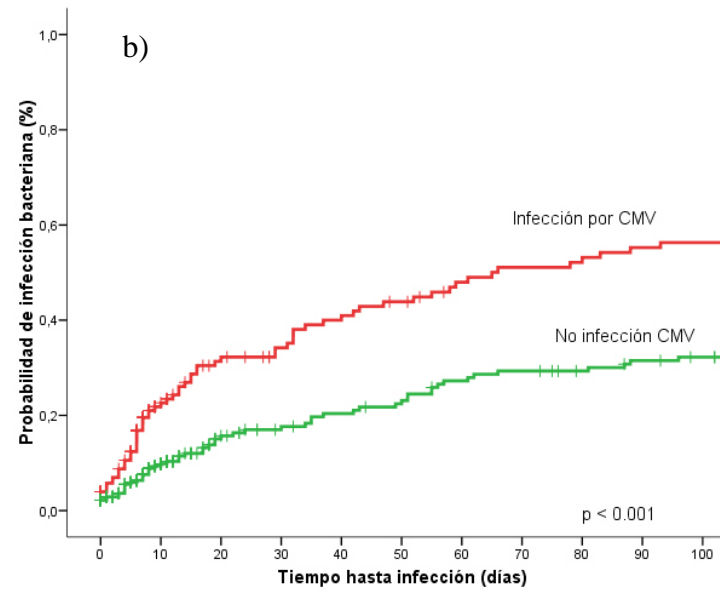 b)
1,0
0,8
0,6
0,4
0,2
0,0
Probabilidad de infección bacteriana (%)
Infección por CMV
No infección CMV
p < 0.001
0 10 20 30 40 50 60 70 80 90 100
Tiempo hasta infección (días)